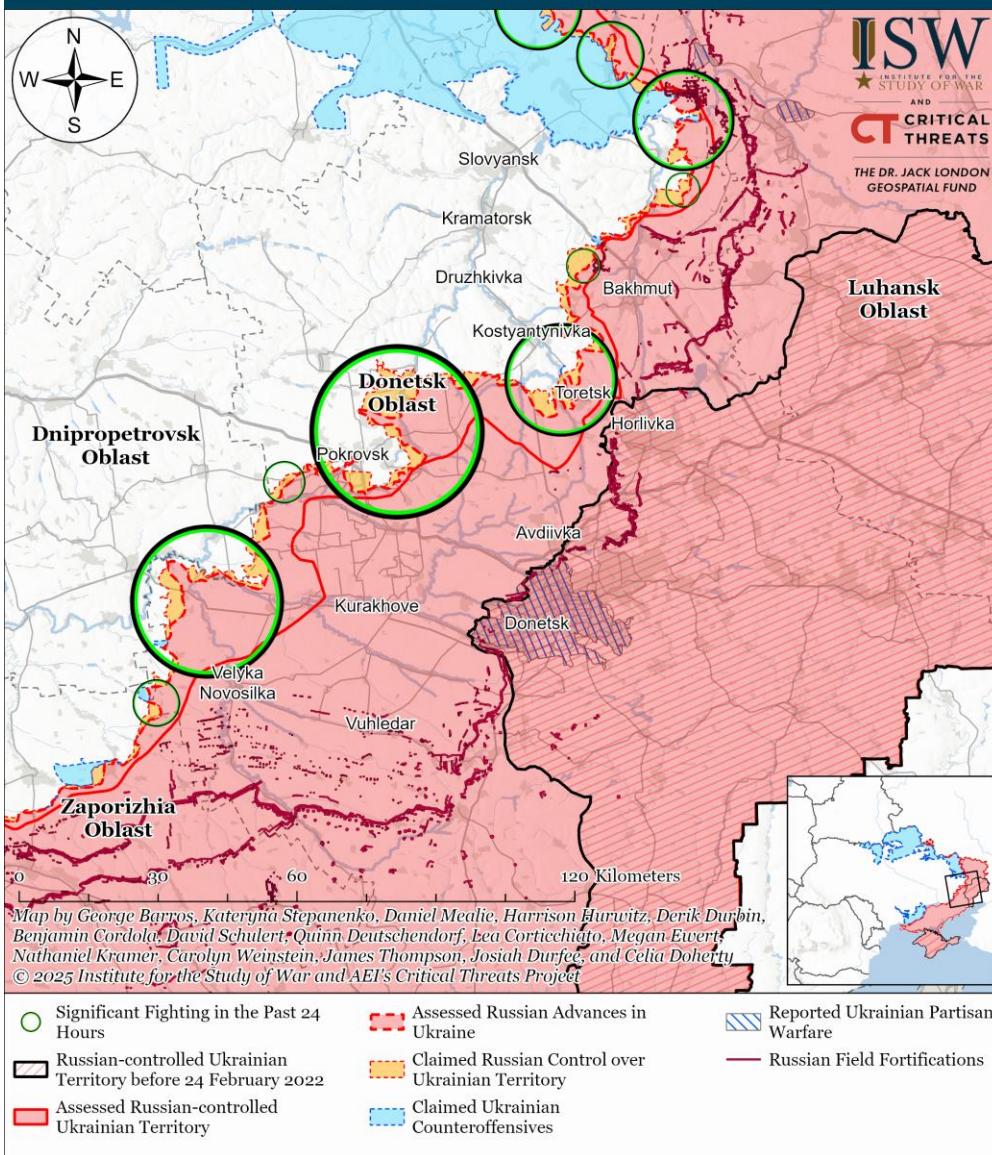 N
W
E
S
ISW
INSTITUTE FOR THE
STUDY OF WAR
AND
CT CRITICAL
THREATS
THE DR. JACK LONDON
GEOSPATIAL FUND
Slovyansk
Kramatorsk
Druzhkivka
Bakhmut
Luhansk
Oblast
Kostyantynivka
Donetsk
Oblast
Toretsk
Horlivka
Dnipropetrovsk
Oblast
Pokrovsk
Avdiivka
Kurakhove
Donetsk
Velyka
Novosilka
Vuhledar
Zaporizhia
Oblast
0 30 60 120 Kilometers
Map by George Barros, Kateryna Stepanenko, Daniel Mealie, Harrison Hurwitz, Derik Durbin,
Benjamin Cordola, David Schulert, Quinn Deutschendorf, Lea Corticchiato, Megan Ewert,
Nathaniel Kramer, Carolyn Weinstein, James Thompson, Josiah Durfee, and Celia Doherty
© 2025 Institute for the Study of War and AEI's Critical Threats Project
Significant Fighting in the Past 24
Hours
Russian-controlled Ukrainian
Territory before 24 February 2022
Assessed Russian-controlled
Ukrainian Territory
Assessed Russian Advances in
Ukraine
Claimed Russian Control over
Ukrainian Territory
Claimed Ukrainian
Counteroffensives
Reported Ukrainian Partisan
Warfare
Russian Field Fortifications